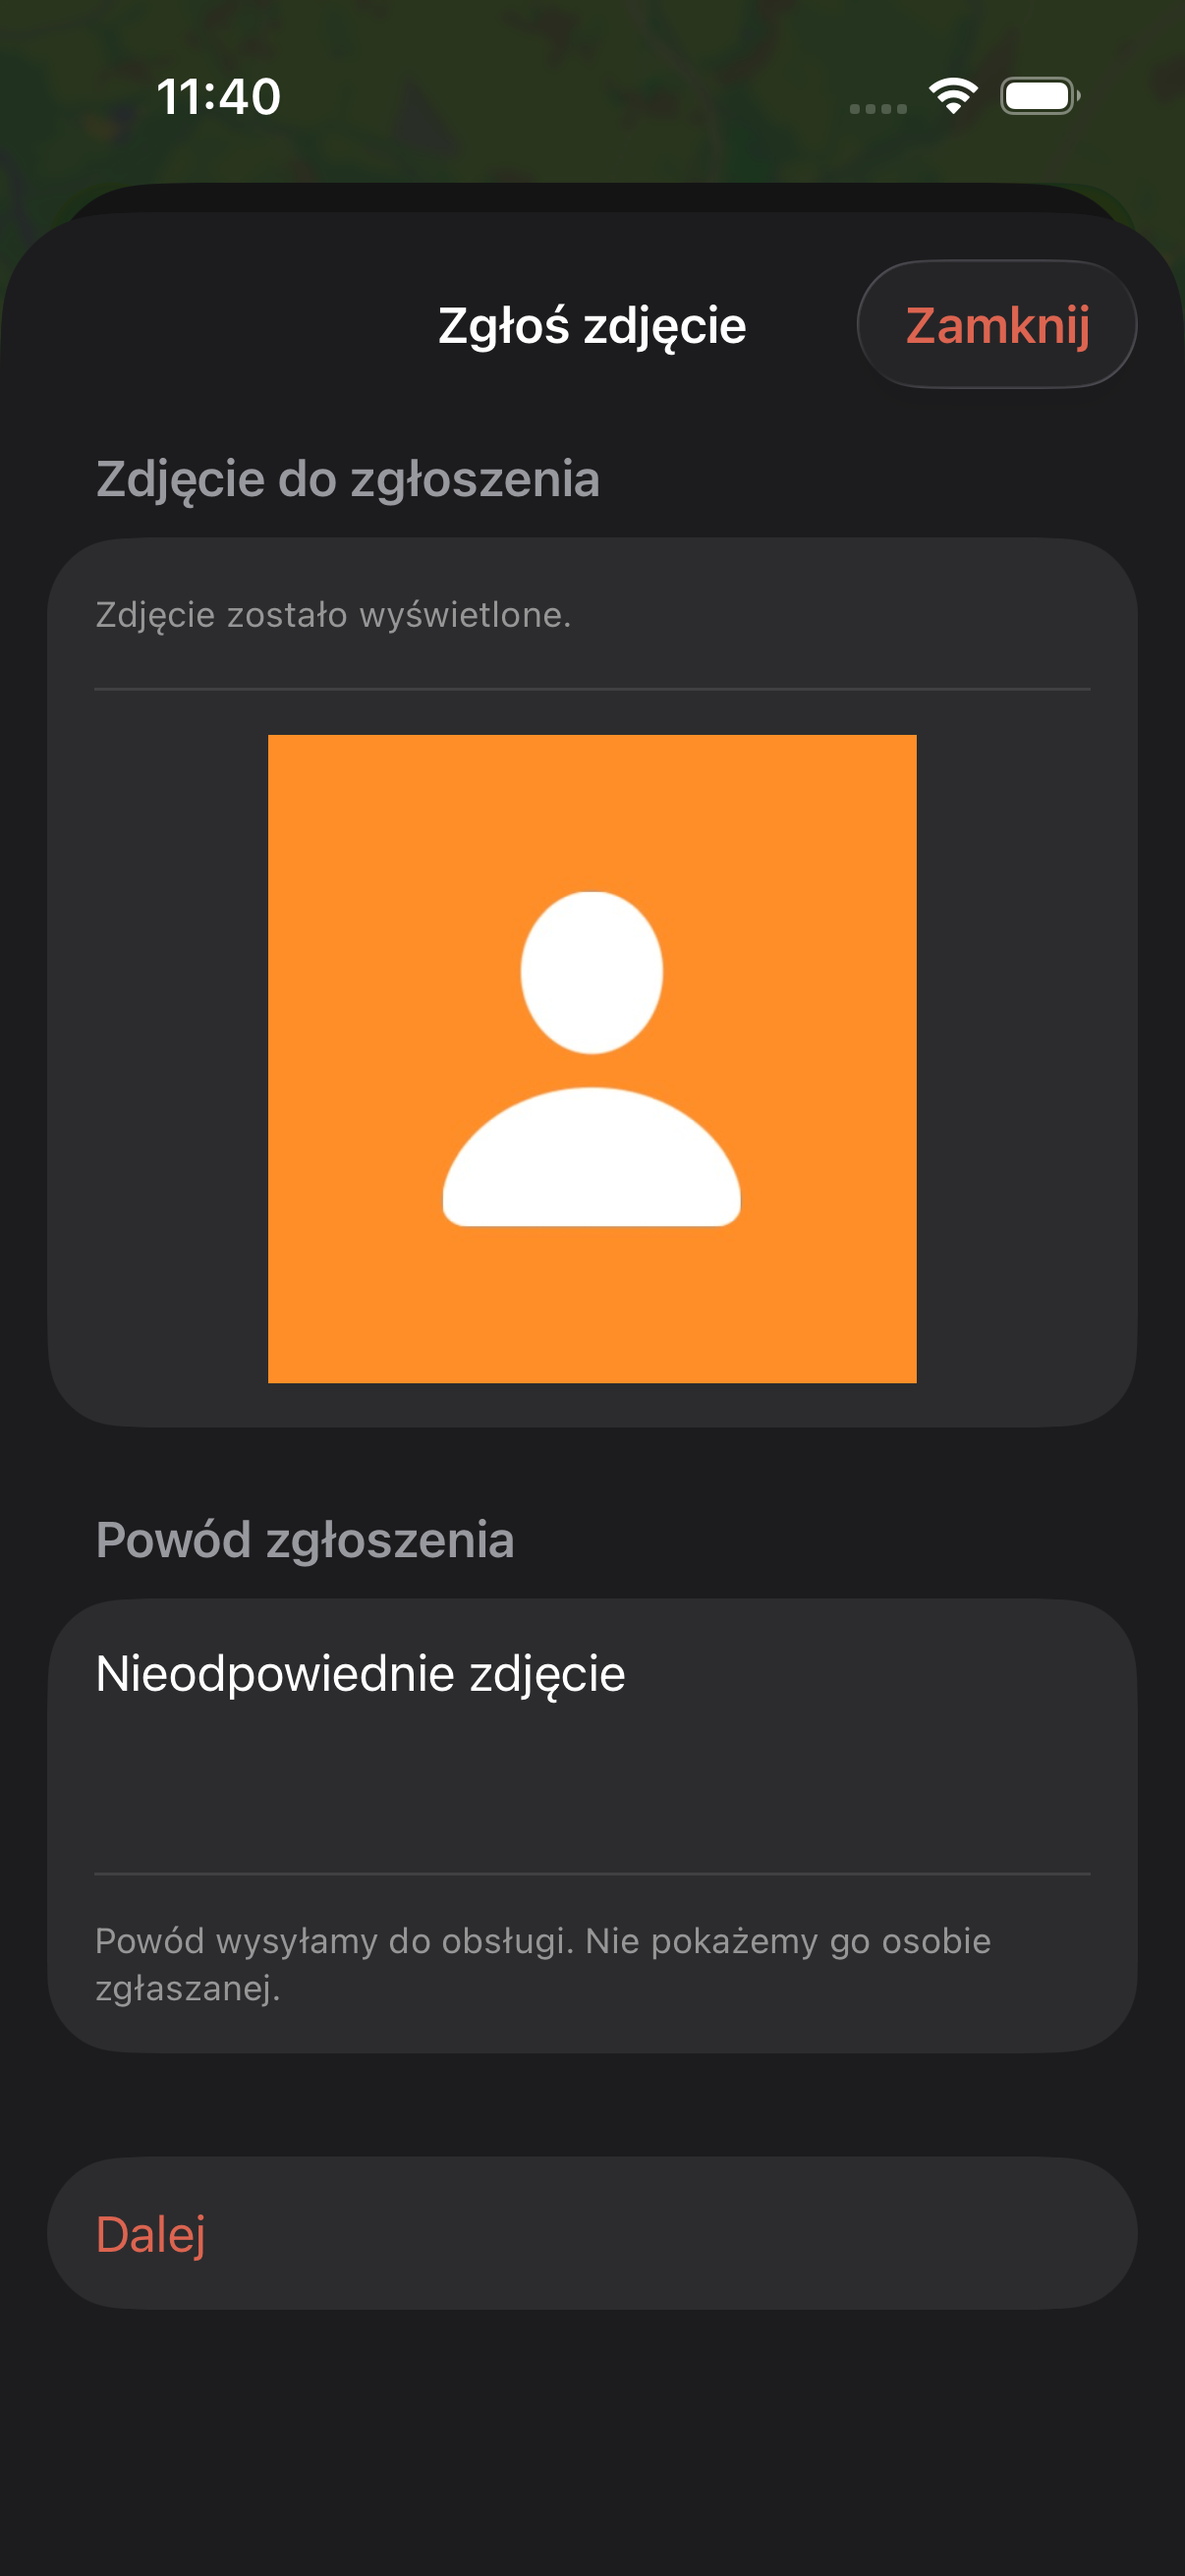 11:40
Zgłoś zdjęcie
Zamknij
Zdjęcie do zgłoszenia
Zdjęcie zostało wyświetlone.
Powód zgłoszenia
Nieodpowiednie zdjęcie
Powód wysyłamy do obsługi. Nie pokażemy go osobie
zgłaszanej.
Dalej